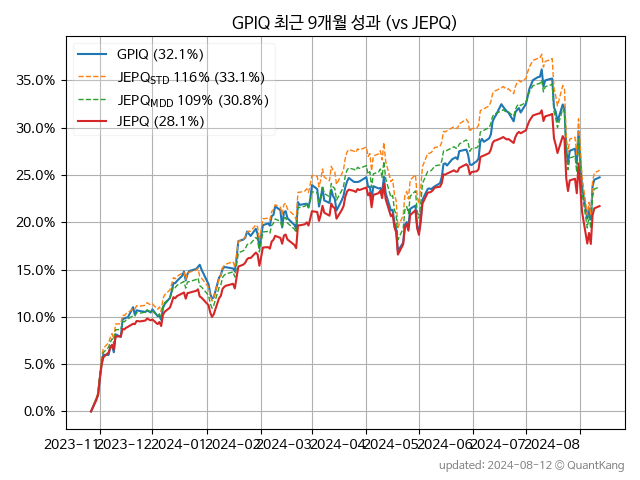 GPIQ 최근 9개월 성과 (vs JEPQ)
GPIQ (32.1%)
JEPQSTD 116% (33.1%)
JEPQMDD 109% (30.8%)
JEPQ (28.1%)
35.0%
30.0%
25.0%
20.0%
15.0%
10.0%
5.0%
0.0%
2023-11 2023-12 2024-01 2024-02 2024-03 2024-04 2024-05 2024-06 2024-07 2024-08
updated: 2024-08-12 © QuantKang